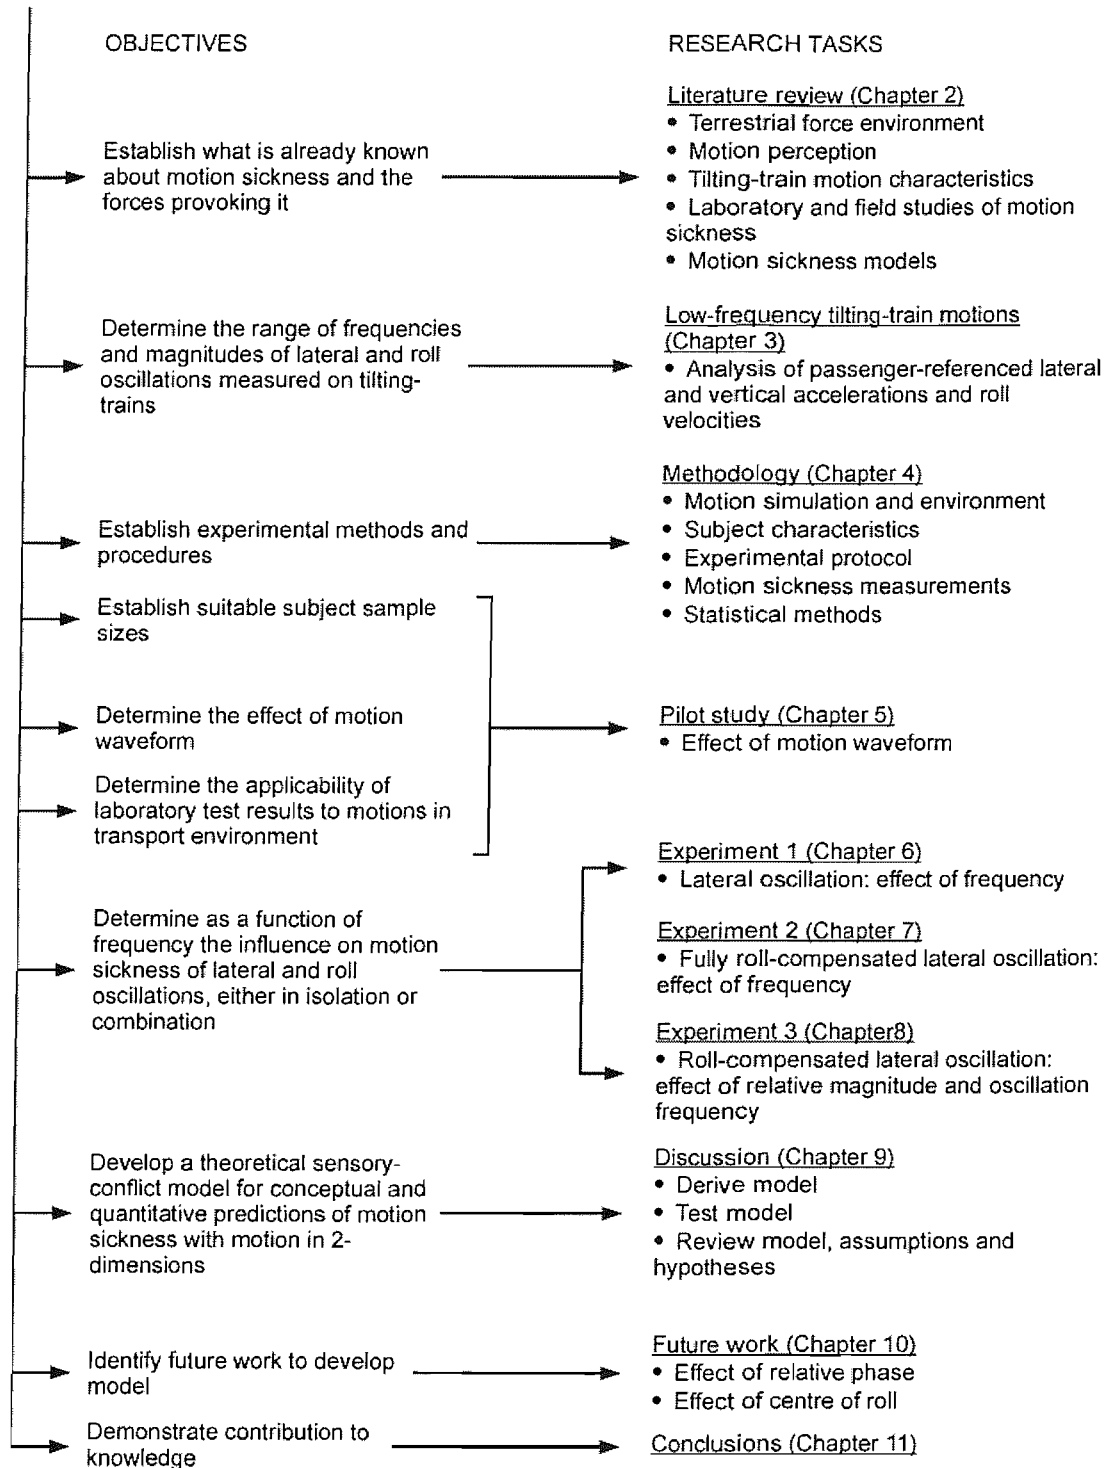 OBJECTIVES
RESEARCH TASKS
Establish what is already known
about motion sickness and the
forces provoking it
Literature review (Chapter 2)
• Terrestrial force environment
• Motion perception
• Tilting-train motion characteristics
• Laboratory and field studies of motion
sickness
• Motion sickness models
Determine the range of frequencies
and magnitudes of lateral and roll
oscillations measured on tilting-
trains
Low-frequency tilting-train motions
(Chapter 3)
• Analysis of passenger-referenced lateral
and vertical accelerations and roll
velocities
Establish experimental methods and
procedures
Methodology (Chapter 4)
• Motion simulation and environment
• Subject characteristics
• Experimental protocol
• Motion sickness measurements
• Statistical methods
Establish suitable subject sample
sizes
Determine the effect of motion
waveform
Determine the applicability of
laboratory test results to motions in
transport environment
Pilot study (Chapter 5)
• Effect of motion waveform
Determine as a function of
frequency the influence on motion
sickness of lateral and roll
oscillations, either in isolation or
combination
Experiment 1 (Chapter 6)
• Lateral oscillation: effect of frequency
Experiment 2 (Chapter 7)
• Fully roll-compensated lateral oscillation:
effect of frequency
Experiment 3 (Chapter8)
• Roll-compensated lateral oscillation:
effect of relative magnitude and oscillation
frequency
Develop a theoretical sensory-
conflict model for conceptual and
quantitative predictions of motion
sickness with motion in 2-
dimensions
Discussion (Chapter 9)
• Derive model
• Test model
• Review model, assumptions and
hypotheses
Identify future work to develop
model
Future work (Chapter 10)
• Effect of relative phase
• Effect of centre of roll
Demonstrate contribution to
knowledge
Conclusions (Chapter 11)